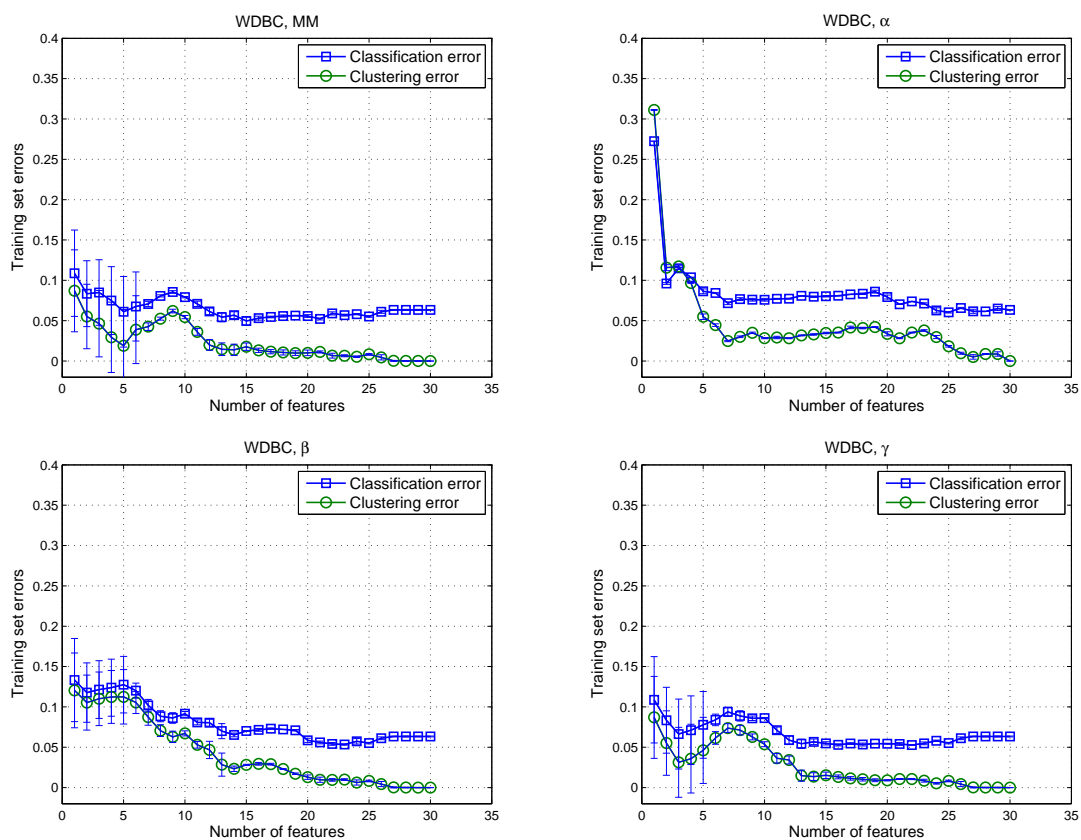 WDBC, MM
0.4
0.35
0.3
0.25
0.2
0.15
0.1
0.05
0
Training set errors
Classification error
Clustering error
0 5 10 15 20 25 30 35
Number of features
WDBC, α
0.4
0.35
0.3
0.25
0.2
0.15
0.1
0.05
0
Training set errors
Classification error
Clustering error
0 5 10 15 20 25 30 35
Number of features
WDBC, β
0.4
0.35
0.3
0.25
0.2
0.15
0.1
0.05
0
Training set errors
Classification error
Clustering error
0 5 10 15 20 25 30 35
Number of features
WDBC, γ
0.4
0.35
0.3
0.25
0.2
0.15
0.1
0.05
0
Training set errors
Classification error
Clustering error
0 5 10 15 20 25 30 35
Number of features